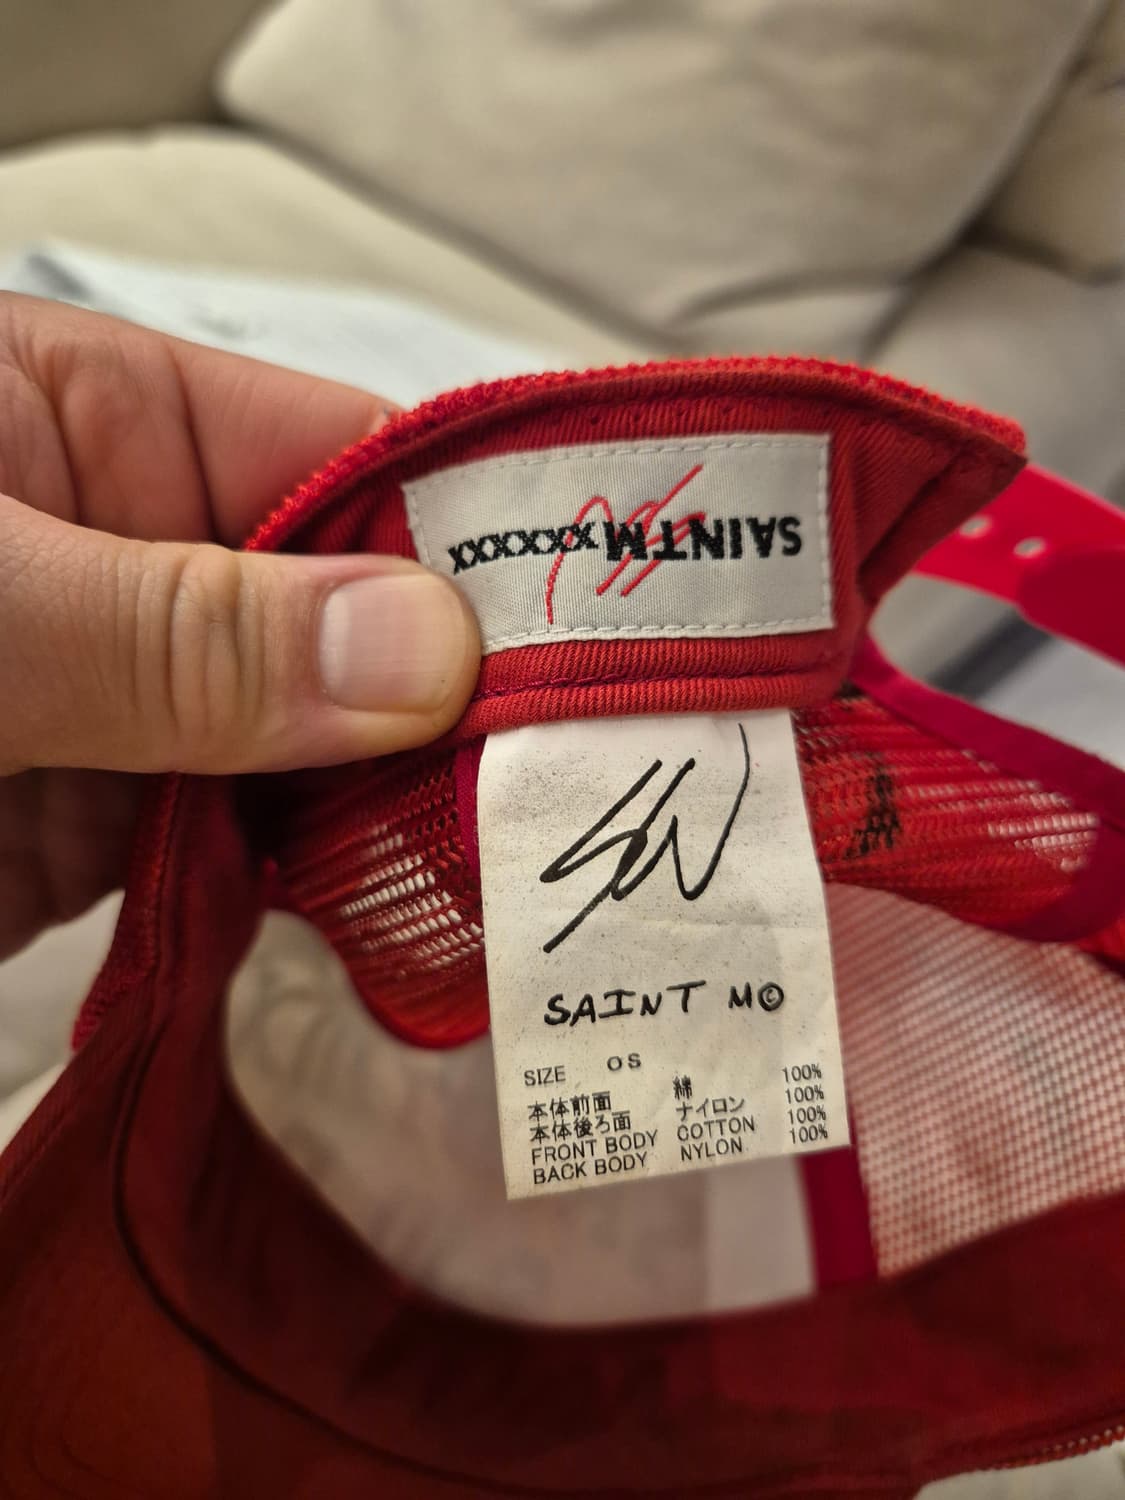 SAINTMxxxxxx
SAINT M©
SIZE OS
本体前面 綿 100%
本体後ろ面 ナイロン 100%
FRONT BODY COTTON 100%
BACK BODY NYLON 100%